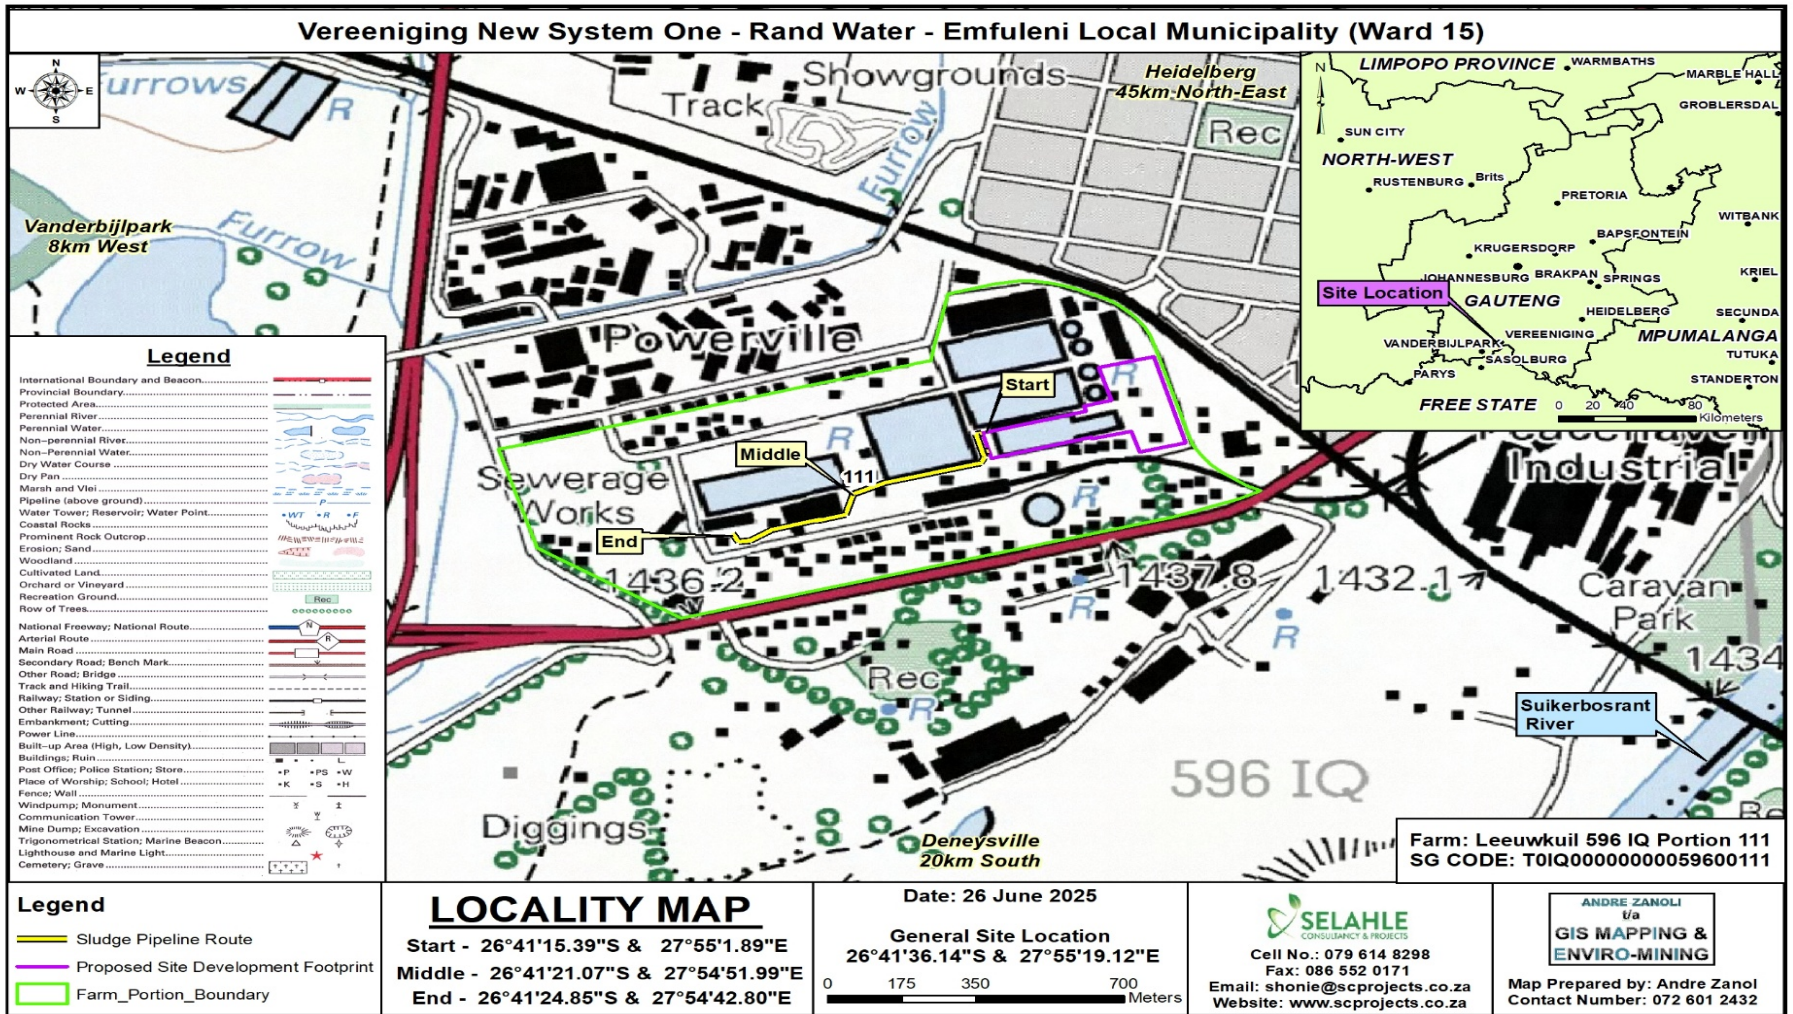 Vereeniging New System One - Rand Water - Emfuleni Local Municipality (Ward 15)
N
W
E
S
urrows
R
Track
Showgrounds
Furrow
Heidelberg
45km North-East
Rec
Vanderbijlpark
8km West
Furrow
Powerville
R
Start
R
Middle
111
Sewerage
Works
End
R
1436.2
1437.8
1432.1
Industrial
Caravan
Park
1434
R
R
Rec
R
Suikerbosrant
River
596 IQ
Diggings
Deneysville
20km South
N
LIMPOPO PROVINCE
WARMBATHS
MARBLE HALL
GROBLERSDAL
SUN CITY
NORTH-WEST
RUSTENBURG
Brits
PRETORIA
WITBANK
BAPSFONTEIN
KRUGERSDORP
JOHANNESBURG
BRAKPAN
SPRINGS
KRIEL
Site Location
GAUTENG
HEIDELBERG
SECUNDA
VEREENIGING
MPUMALANGA
VANDERBIJLPARK
SASOLBURG
TUTUKA
PARYS
STANDERTON
FREE STATE
0 20 40 80
Kilometers
Legend
International Boundary and Beacon
Provincial Boundary
Protected Area
Perennial River
Perennial Water
Non-perennial River
Non-perennial Water
Dry Water Course
Dry Pan
Marsh and Vlei
Pipeline (above ground) P
Water Tower; Reservoir; Water Point WT R F
Coastal Rocks
Prominent Rock Outcrop
Erosion; Sand
Woodland
Cultivated Land
Orchard or Vineyard
Recreation Ground Rec
Row of Trees
National Freeway; National Route N
Arterial Route R
Main Road
Secondary Road; Bench Mark
Other Road; Bridge
Track and Hiking Trail
Railway; Station or Siding
Other Railway; Tunnel
Embankment; Cutting
Power Line
Built-up Area (High, Low Density)
Buildings; Ruin
Post Office; Police Station; Store P PS W
Place of Worship; School; Hotel K S H
Fence; Wall
Windpump; Monument
Communication Tower
Mine Dump; Excavation
Trigonometrical Station; Marine Beacon
Lighthouse and Marine Light
Cemetery; Grave
Farm: Leeuwkuil 596 IQ Portion 111
SG CODE: T0IQ00000000059600111
Legend
Sludge Pipeline Route
Proposed Site Development Footprint
Farm_Portion_Boundary
LOCALITY MAP
Start - 26°41'15.39"S & 27°55'1.89"E
Middle - 26°41'21.07"S & 27°54'51.99"E
End - 26°41'24.85"S & 27°54'42.80"E
Date: 26 June 2025
General Site Location
26°41'36.14"S & 27°55'19.12"E
0 175 350 700
Meters
SELAHLE
CONSULTANCY & PROJECTS
Cell No.: 079 614 8298
Fax: 086 552 0171
Email: shonie@scprojects.co.za
Website: www.scprojects.co.za
ANDRE ZANOLI
t/a
GIS MAPPING &
ENVIRO-MINING
Map Prepared by: Andre Zanol
Contact Number: 072 601 2432